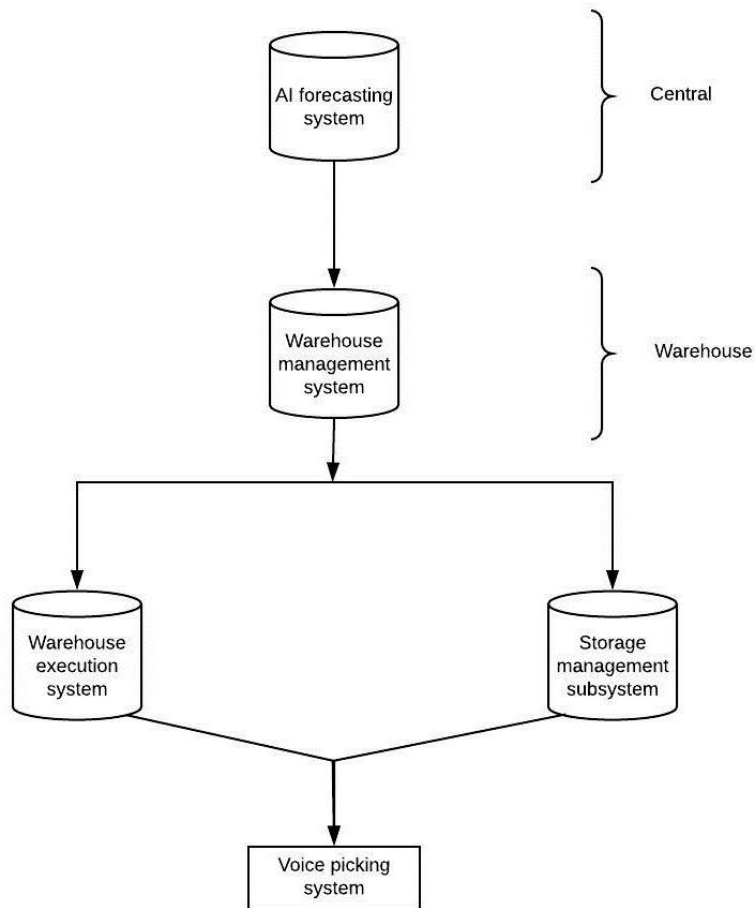 AI forecasting
system
Central
Warehouse
management
system
Warehouse
Warehouse
execution
system
Storage
management
subsystem
Voice picking
system